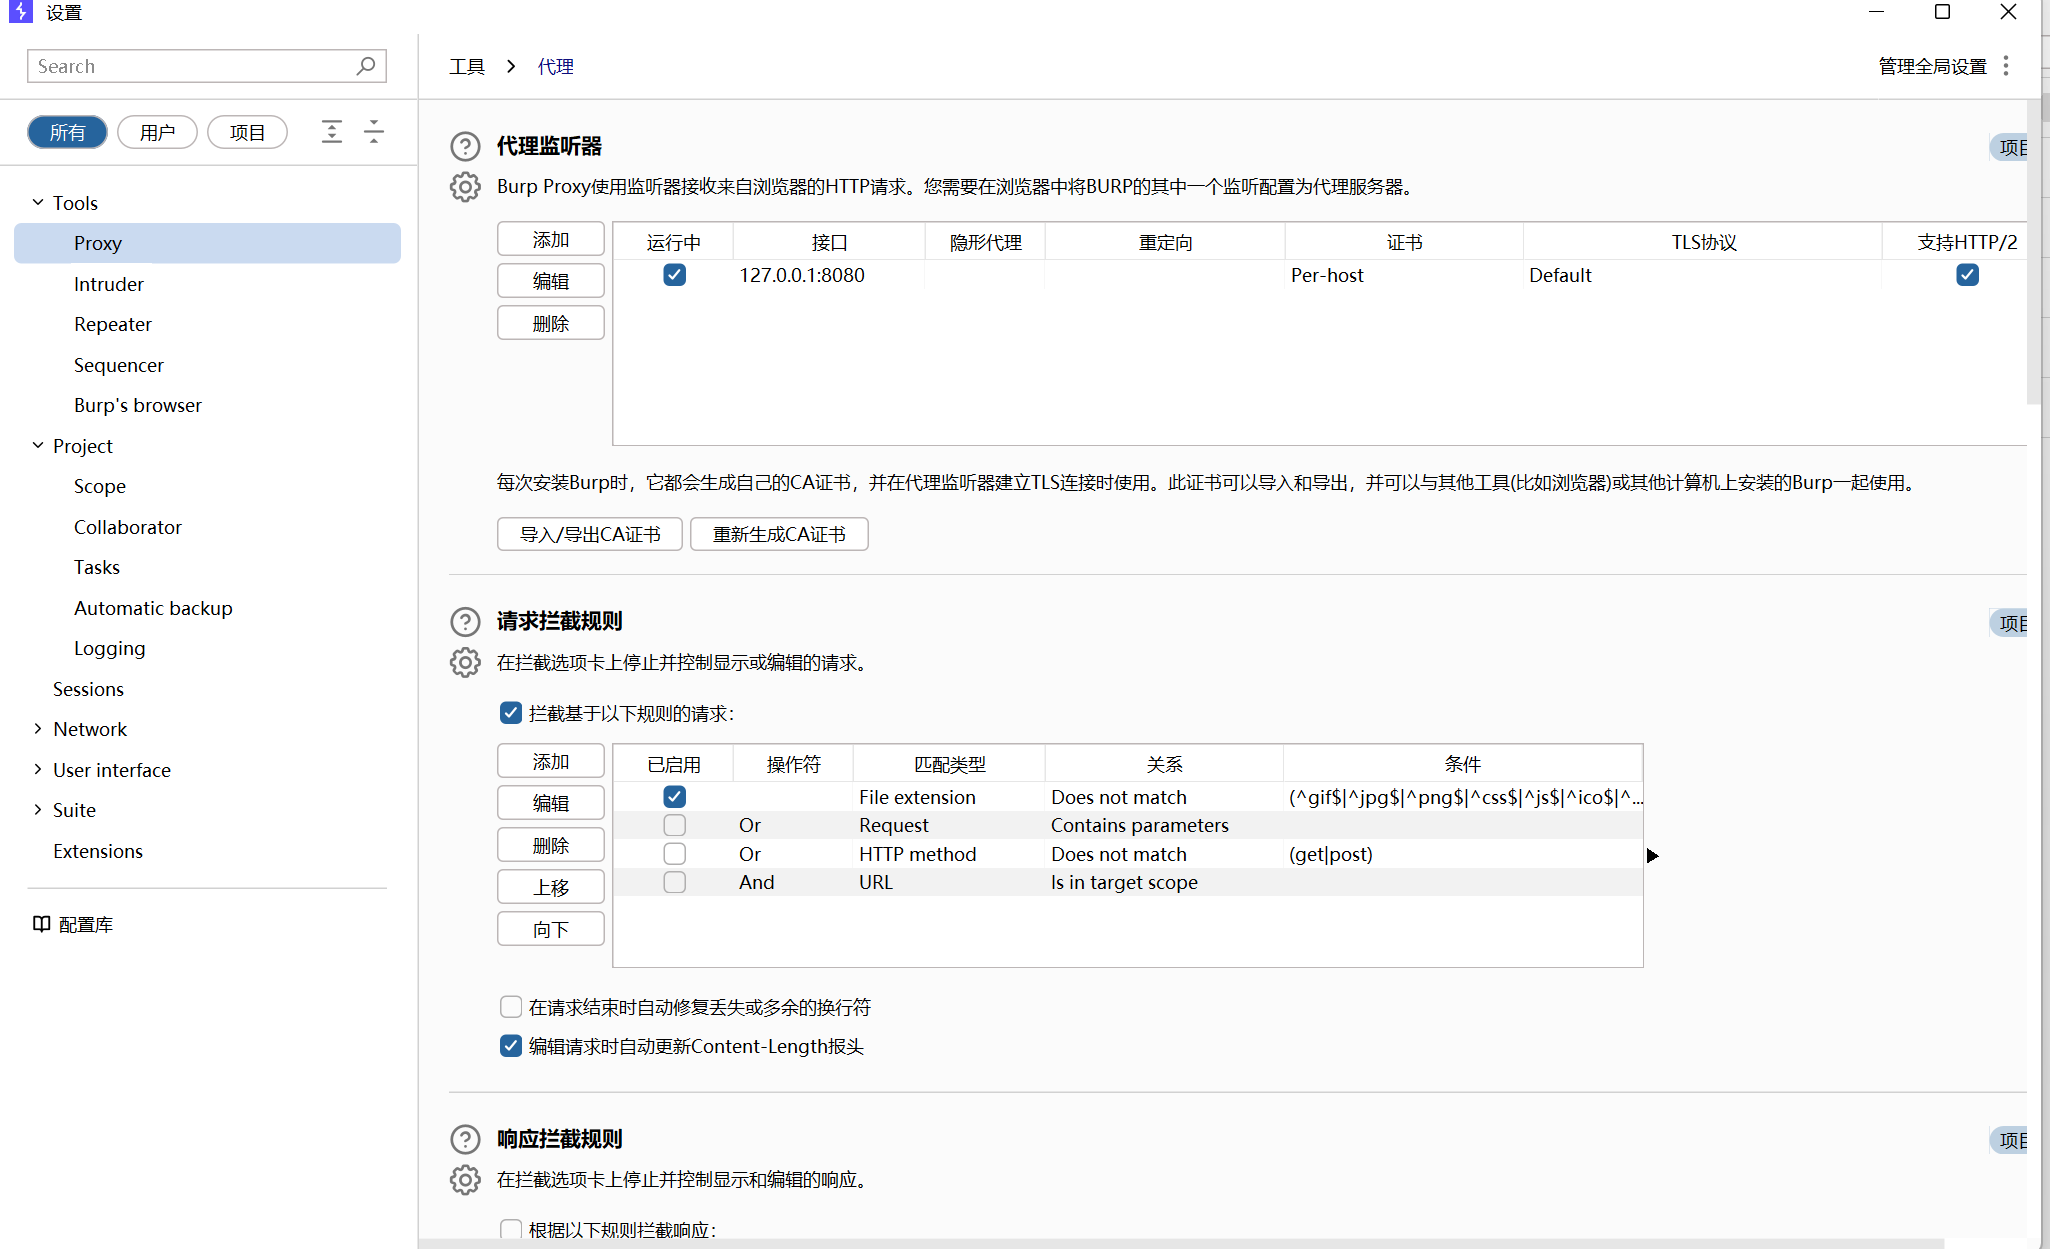 设置
Search
工具 > 代理
管理全局设置
所有 用户 项目
Tools
Proxy
Intruder
Repeater
Sequencer
Burp's browser
Project
Scope
Collaborator
Tasks
Automatic backup
Logging
Sessions
Network
User interface
Suite
Extensions
配置库
代理监听器
项目
Burp Proxy使用监听器接收来自浏览器的HTTP请求。您需要在浏览器中将BURP的其中一个监听配置为代理服务器。
添加
编辑
删除
运行中 接口 隐形代理 重定向 证书 TLS协议 支持HTTP/2
127.0.0.1:8080 Per-host Default
每次安装Burp时，它都会生成自己的CA证书，并在代理监听器建立TLS连接时使用。此证书可以导入和导出，并可以与其他工具(比如浏览器)或其他计算机上安装的Burp一起使用。
导入/导出CA证书 重新生成CA证书
请求拦截规则
项目
在拦截选项卡上停止并控制显示或编辑的请求。
拦截基于以下规则的请求：
添加
编辑
删除
上移
向下
已启用 操作符 匹配类型 关系 条件
File extension Does not match (^gif$|^jpg$|^png$|^css$|^js$|^ico$|^...
Or Request Contains parameters
Or HTTP method Does not match (get|post)
And URL Is in target scope
在请求结束时自动修复丢失或多余的换行符
编辑请求时自动更新Content-Length报头
响应拦截规则
项目
在拦截选项卡上停止并控制显示和编辑的响应。
根据以下规则拦截响应：